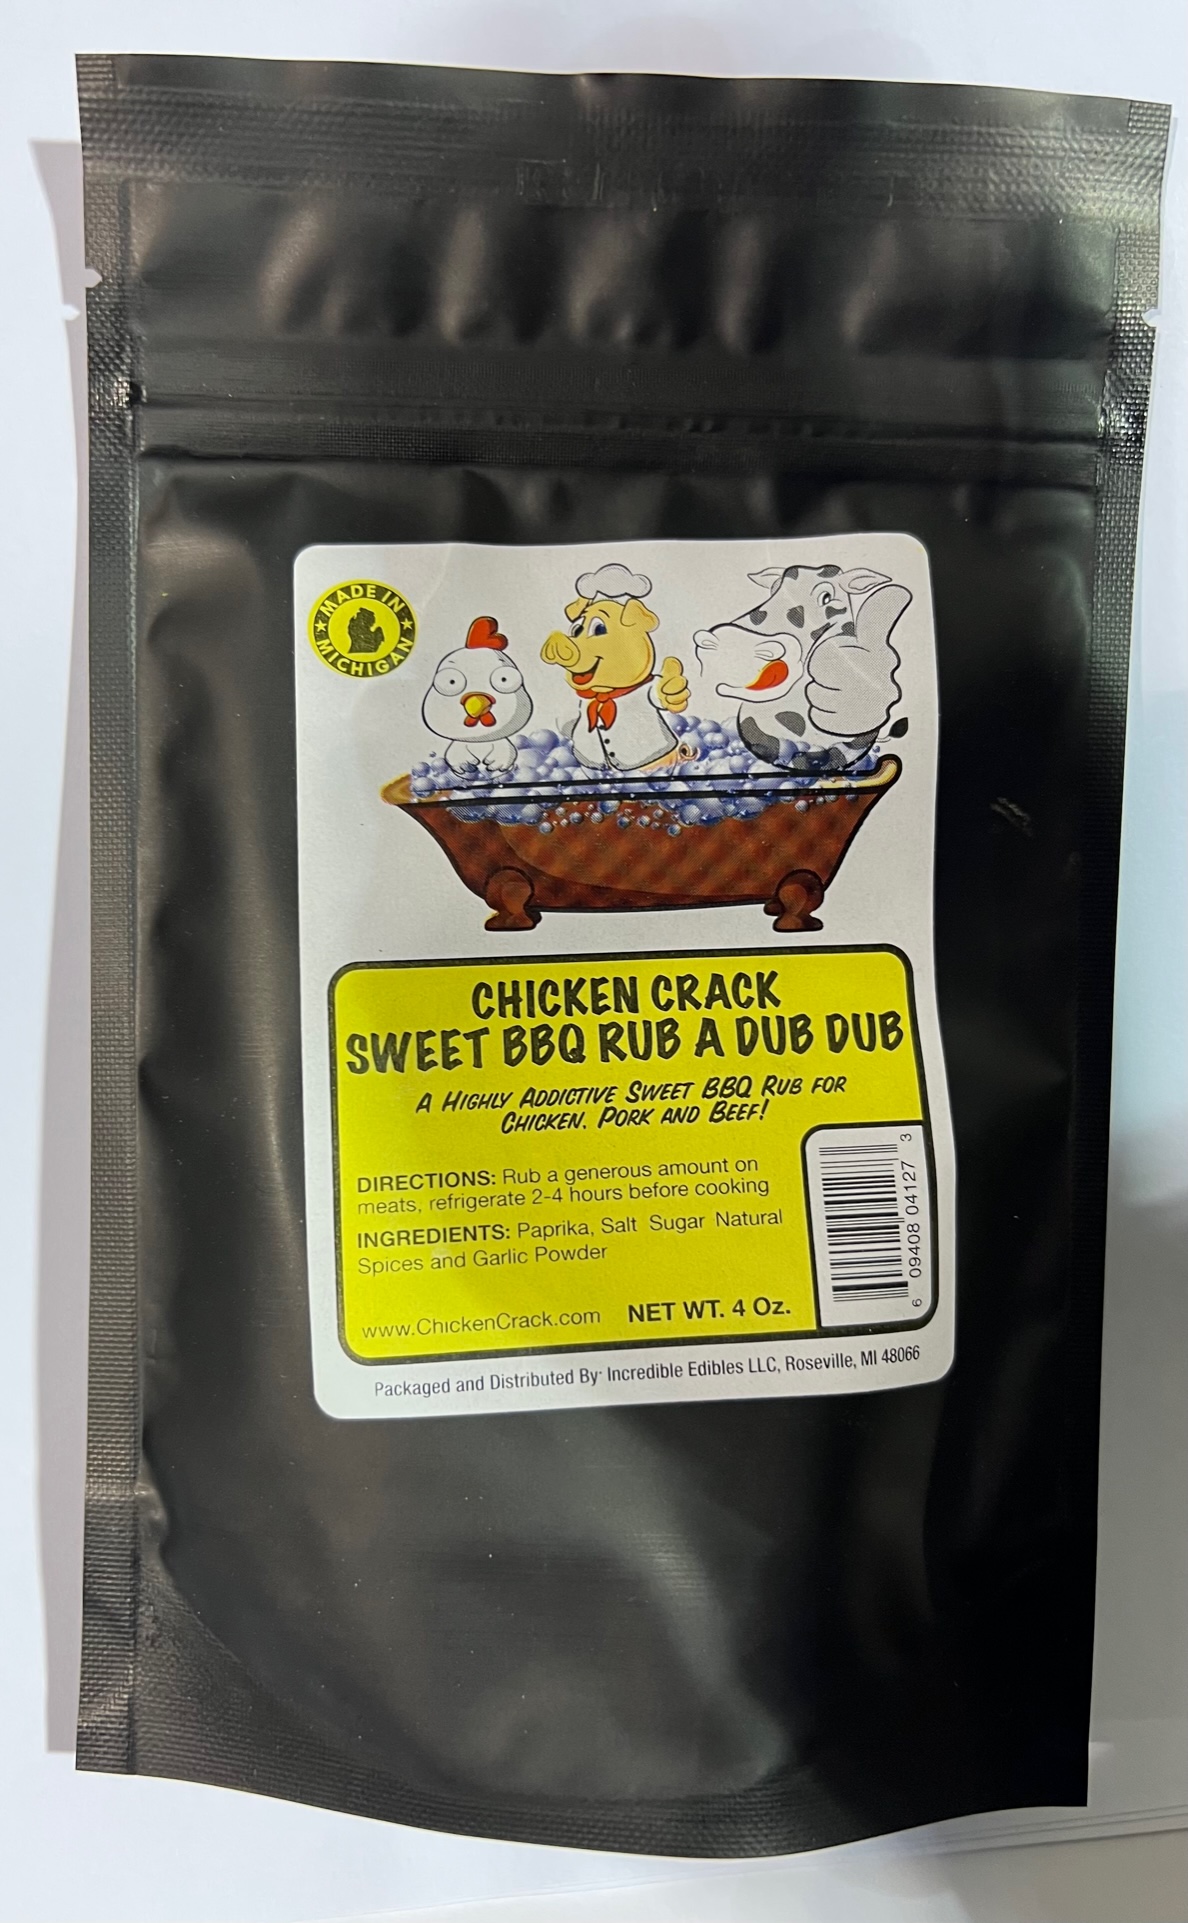 MADE IN
MICHIGAN
CHICKEN CRACK
SWEET BBQ RUB A DUB DUB
A HIGHLY ADDICTIVE SWEET BBQ RUB FOR
CHICKEN, PORK AND BEEF!
DIRECTIONS: Rub a generous amount on
meats, refrigerate 2-4 hours before cooking
INGREDIENTS: Paprika, Salt Sugar Natural
Spices and Garlic Powder
www.ChickenCrack.com NET WT. 4 Oz.
6 09408 04127 3
Packaged and Distributed By: Incredible Edibles LLC, Roseville, MI 48066